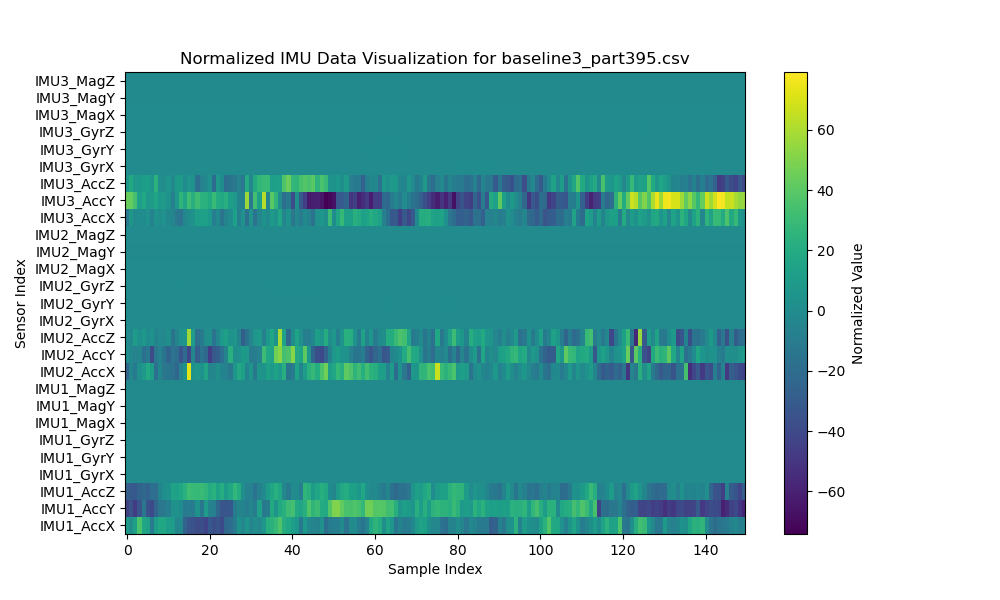 Normalized IMU Data Visualization for baseline3_part395.csv
IMU3_MagZ
IMU3_MagY
IMU3_MagX
IMU3_GyrZ
IMU3_GyrY
IMU3_GyrX
IMU3_AccZ
IMU3_AccY
IMU3_AccX
IMU2_MagZ
IMU2_MagY
IMU2_MagX
IMU2_GyrZ
IMU2_GyrY
IMU2_GyrX
IMU2_AccZ
IMU2_AccY
IMU2_AccX
IMU1_MagZ
IMU1_MagY
IMU1_MagX
IMU1_GyrZ
IMU1_GyrY
IMU1_GyrX
IMU1_AccZ
IMU1_AccY
IMU1_AccX
Sensor Index
0 20 40 60 80 100 120 140
Sample Index
60
40
20
0
−20
−40
−60
Normalized Value